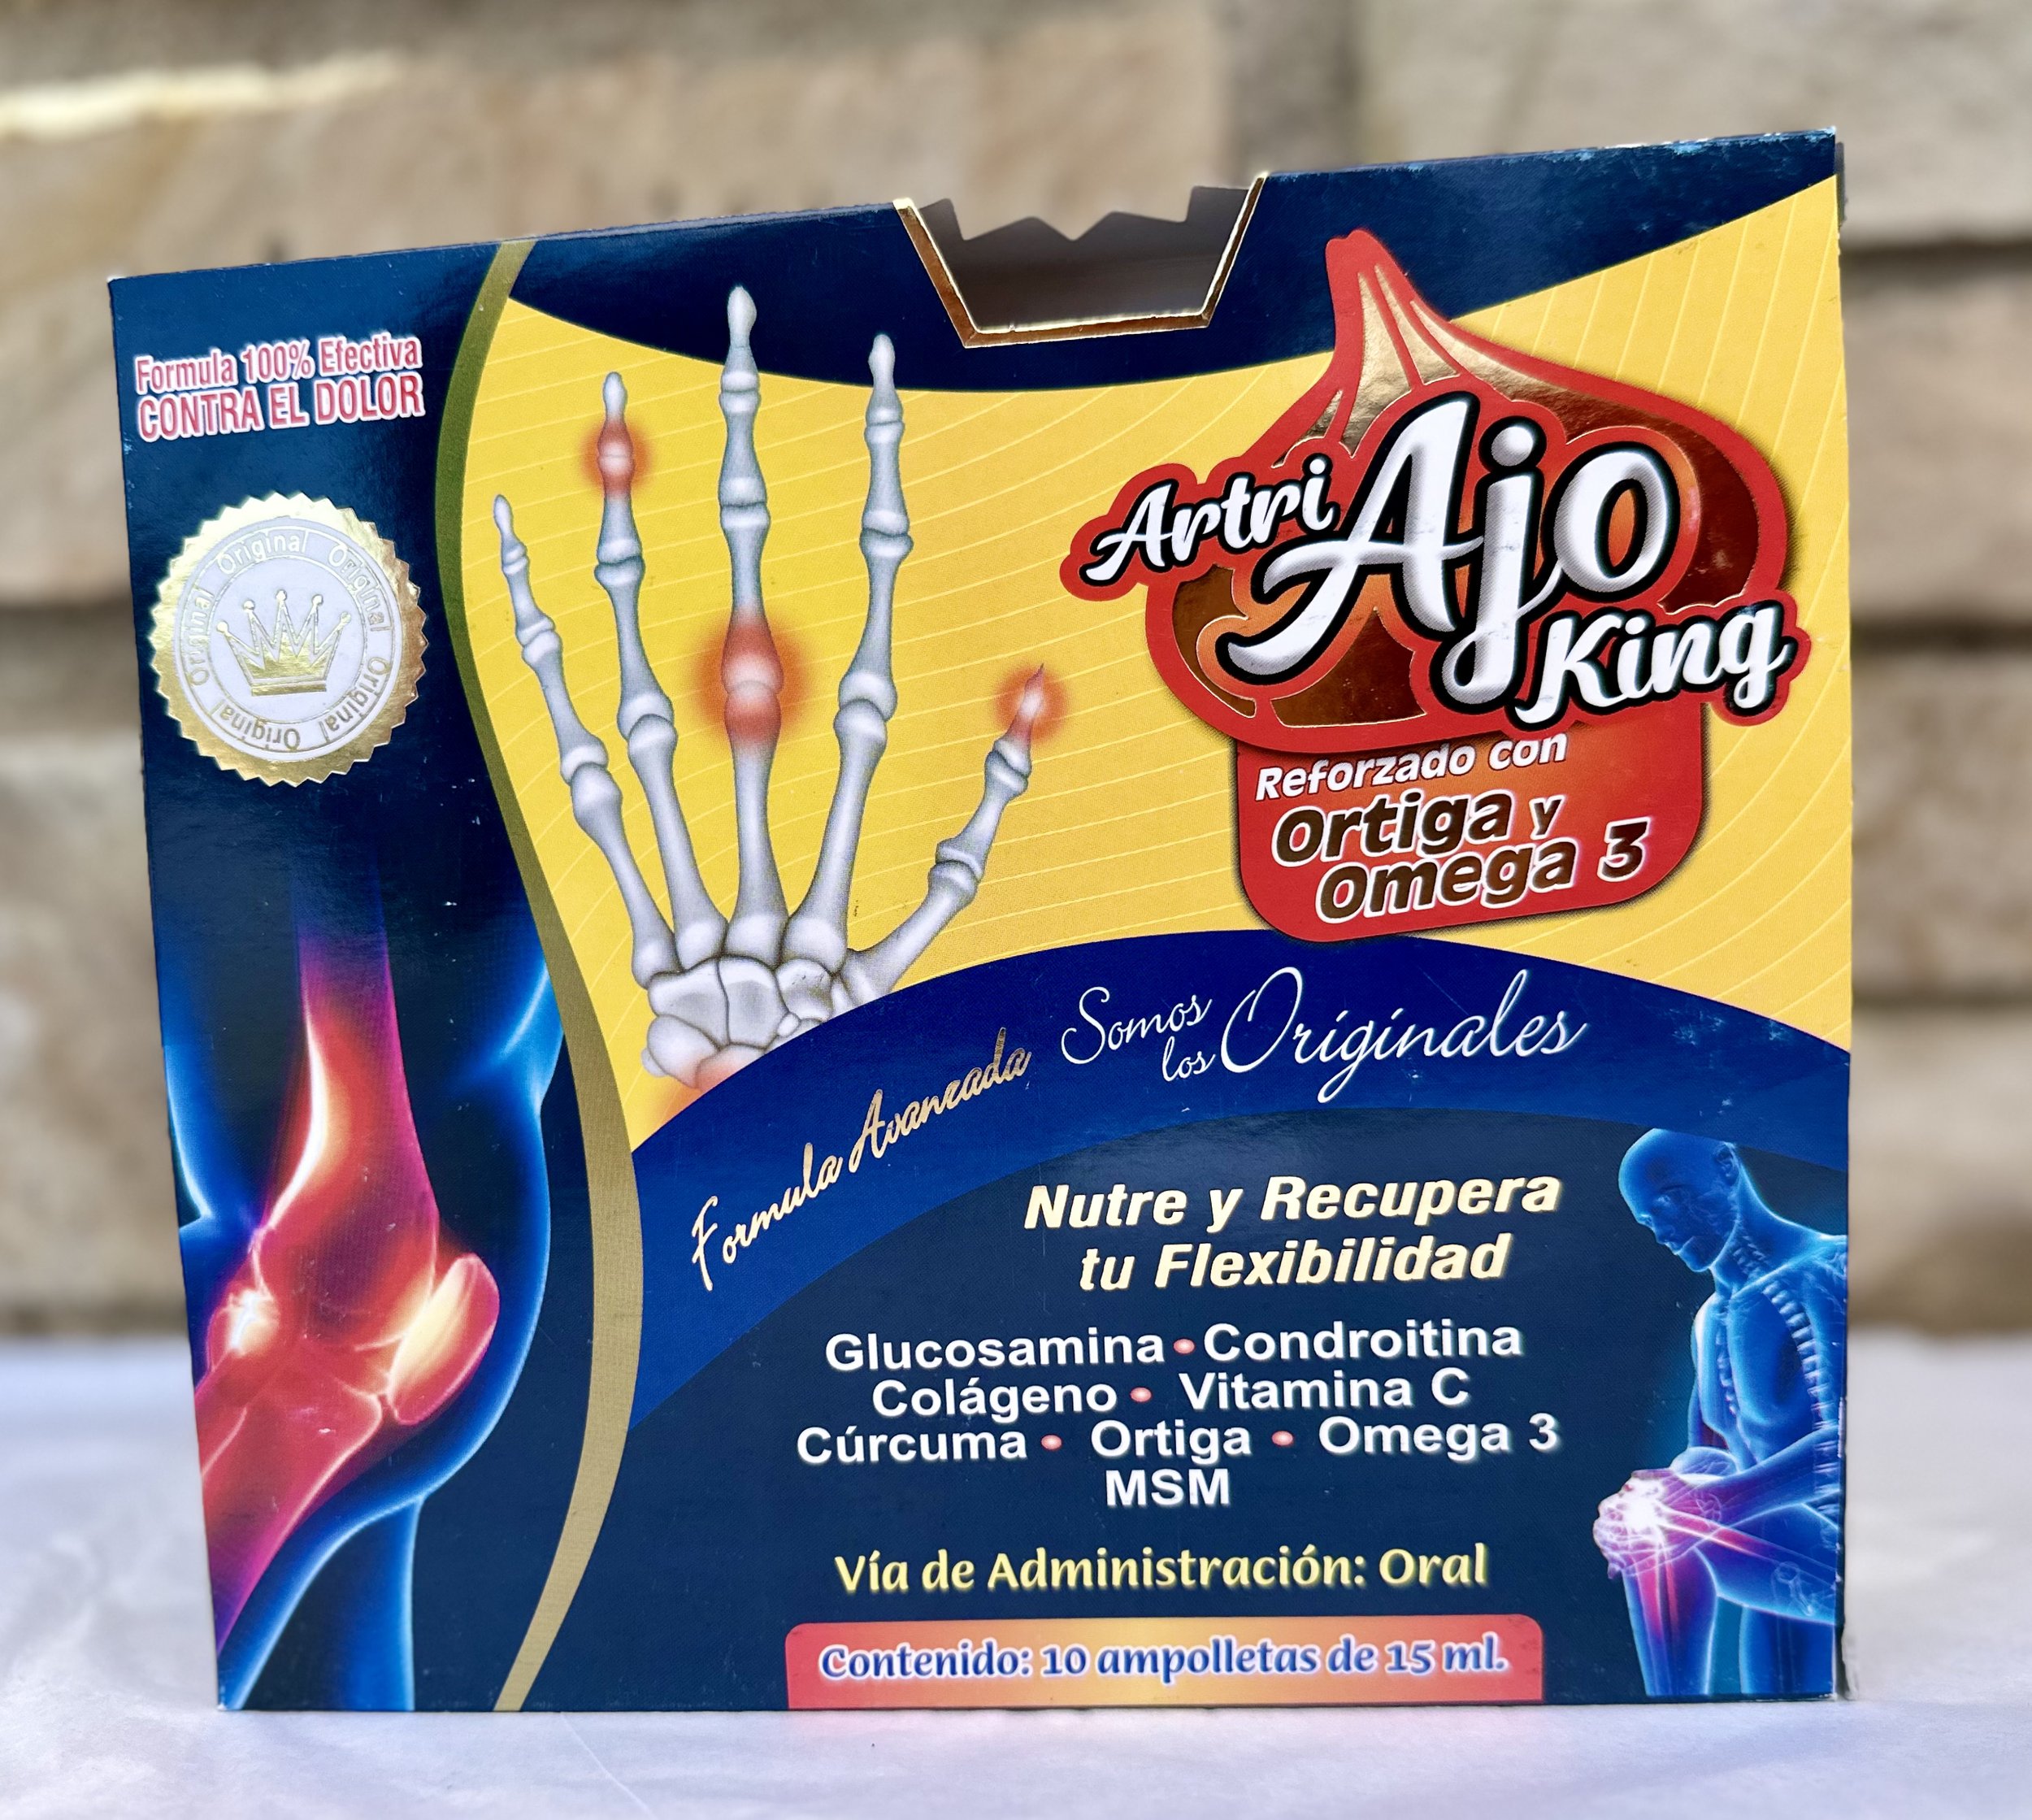 Formula 100% Efectiva
CONTRA EL DOLOR
Original Original Original Original Original Original Original
Artri
Ajo
King
Reforzado con
Ortiga y
Omega 3
Formula Avanzada
Somos
los Originales
Nutre y Recupera
tu Flexibilidad
Glucosamina • Condroitina
Colágeno • Vitamina C
Cúrcuma • Ortiga • Omega 3
MSM
Vía de Administración: Oral
Contenido: 10 ampolletas de 15 ml.